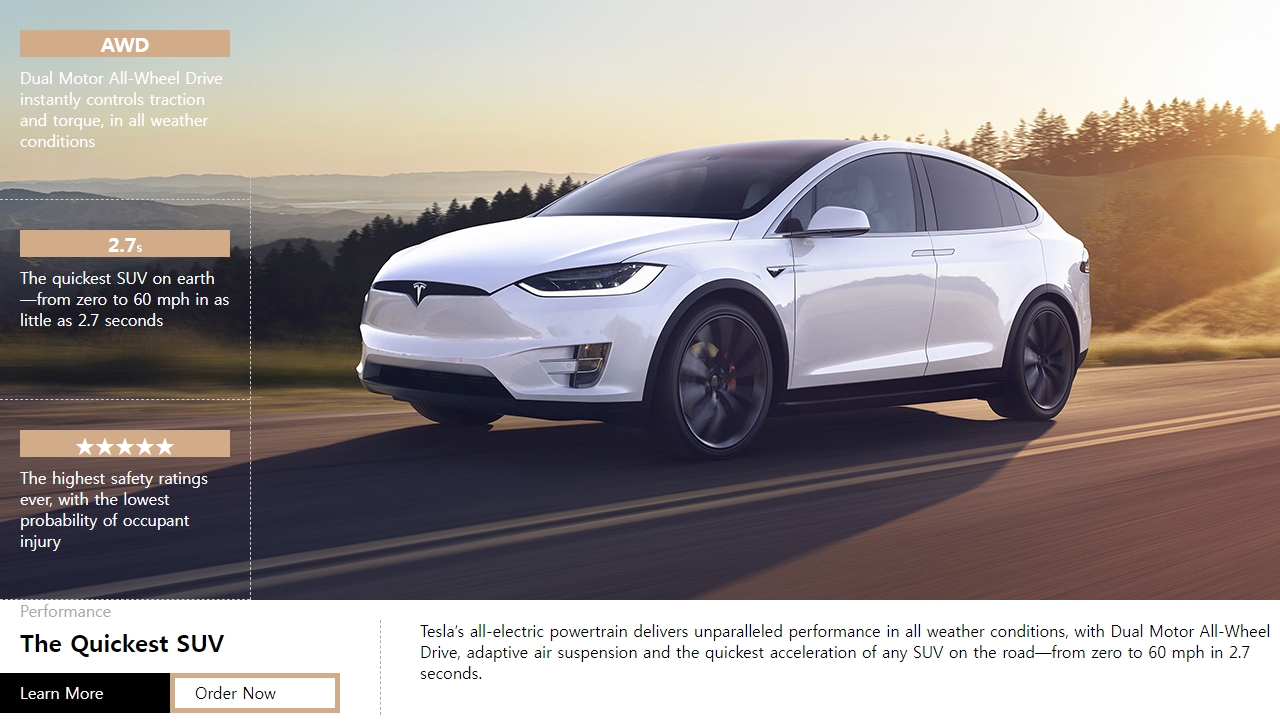 AWD
Dual Motor All-Wheel Drive
instantly controls traction
and torque, in all weather
conditions
2.7s
The quickest SUV on earth
—from zero to 60 mph in as
little as 2.7 seconds
★★★★★
The highest safety ratings
ever, with the lowest
probability of occupant
injury
Performance
The Quickest SUV
Learn More
Order Now
Tesla’s all-electric powertrain delivers unparalleled performance in all weather conditions, with Dual Motor All-Wheel
Drive, adaptive air suspension and the quickest acceleration of any SUV on the road—from zero to 60 mph in 2.7
seconds.